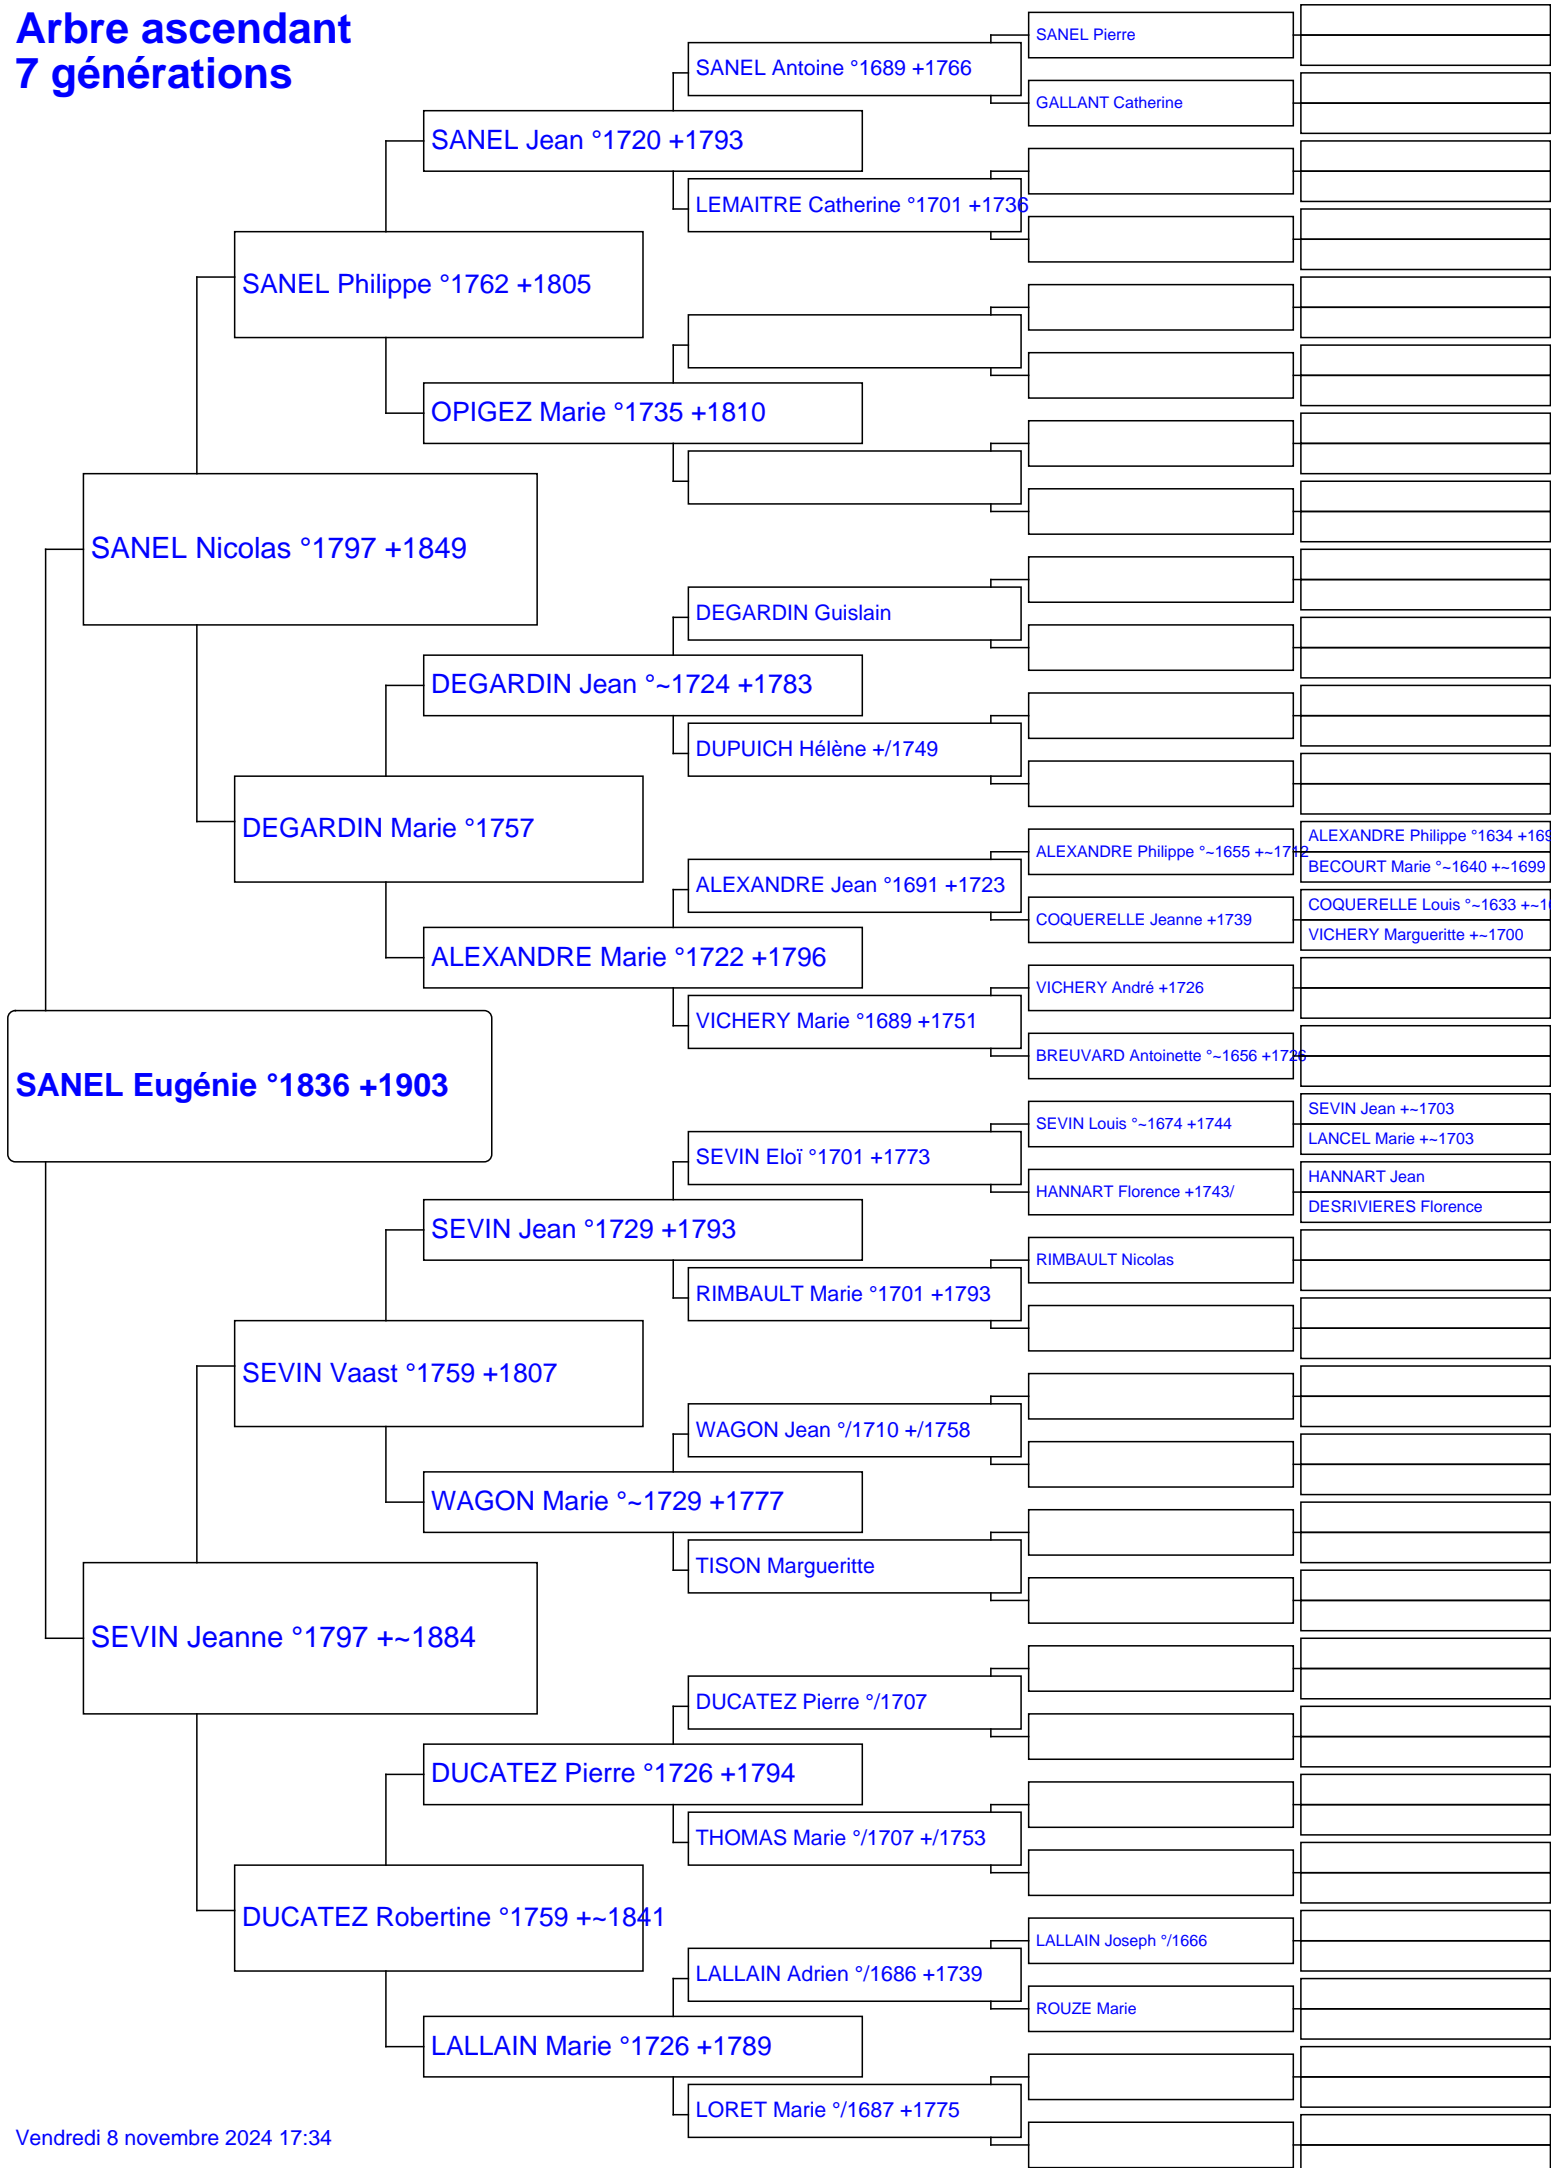 Arbre ascendant
7 générations
SANEL Pierre
SANEL Antoine °1689 +1766
GALLANT Catherine
SANEL Jean °1720 +1793
LEMAITRE Catherine °1701 +1736
SANEL Philippe °1762 +1805
OPIGEZ Marie °1735 +1810
SANEL Nicolas °1797 +1849
DEGARDIN Guislain
DEGARDIN Jean °~1724 +1783
DUPUICH Hélène +/1749
DEGARDIN Marie °1757
ALEXANDRE Philippe °1634 +169
ALEXANDRE Philippe °~1655 +~1712
BECOURT Marie °~1640 +~1699
ALEXANDRE Jean °1691 +1723
COQUERELLE Louis °~1633 +~1
COQUERELLE Jeanne +1739
VICHERY Margueritte +~1700
ALEXANDRE Marie °1722 +1796
VICHERY André +1726
VICHERY Marie °1689 +1751
BREUVARD Antoinette °~1656 +1726
SANEL Eugénie °1836 +1903
SEVIN Jean +~1703
SEVIN Louis °~1674 +1744
LANCEL Marie +~1703
SEVIN Eloï °1701 +1773
HANNART Jean
HANNART Florence +1743/
DESRIVIERES Florence
SEVIN Jean °1729 +1793
RIMBAULT Nicolas
RIMBAULT Marie °1701 +1793
SEVIN Vaast °1759 +1807
WAGON Jean °/1710 +/1758
WAGON Marie °~1729 +1777
TISON Margueritte
SEVIN Jeanne °1797 +~1884
DUCATEZ Pierre °/1707
DUCATEZ Pierre °1726 +1794
THOMAS Marie °/1707 +/1753
DUCATEZ Robertine °1759 +~1841
LALLAIN Joseph °/1666
LALLAIN Adrien °/1686 +1739
ROUZE Marie
LALLAIN Marie °1726 +1789
LORET Marie °/1687 +1775
Vendredi 8 novembre 2024 17:34